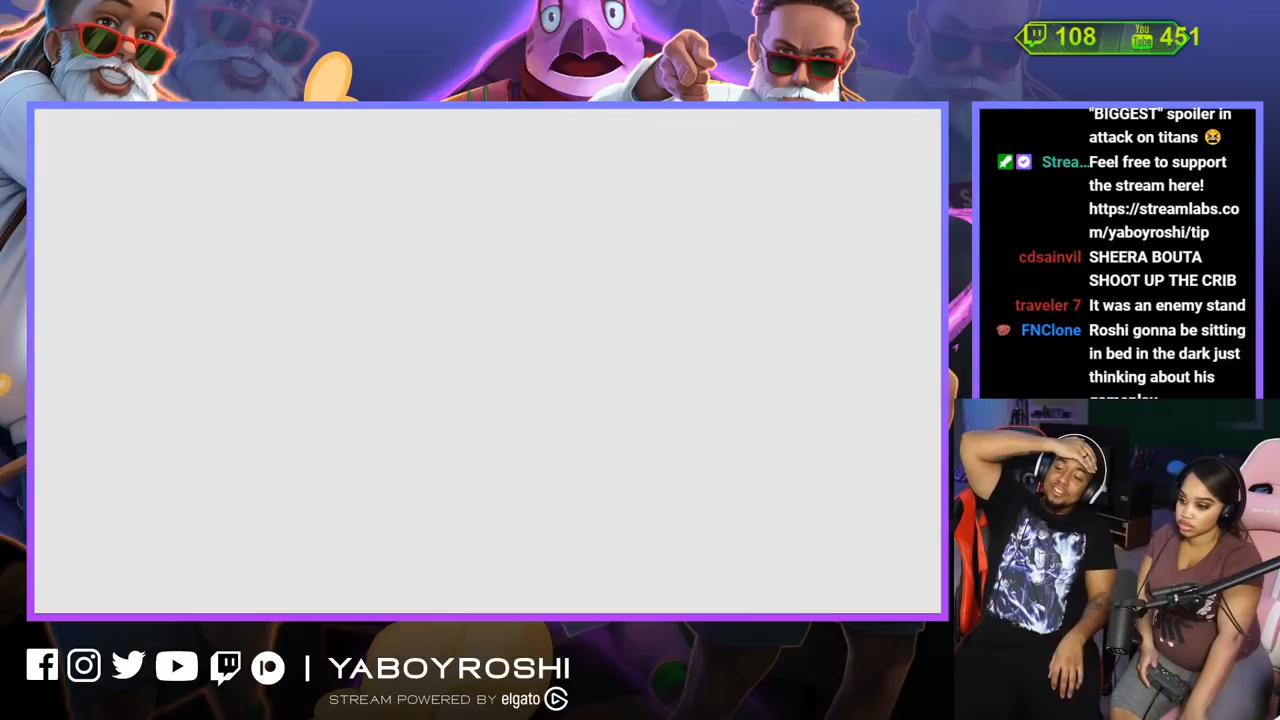 108
You Tube 451
"BIGGEST" spoiler in
attack on titans
Strea… Feel free to support
the stream here!
https://streamlabs.co
m/yaboyroshi/tip
cdsainvil SHEERA BOUTA
SHOOT UP THE CRIB
traveler 7 It was an enemy stand
FNClone Roshi gonna be sitting
in bed in the dark just
thinking about his
| YABOYROSHI
STREAM POWERED BY elgato